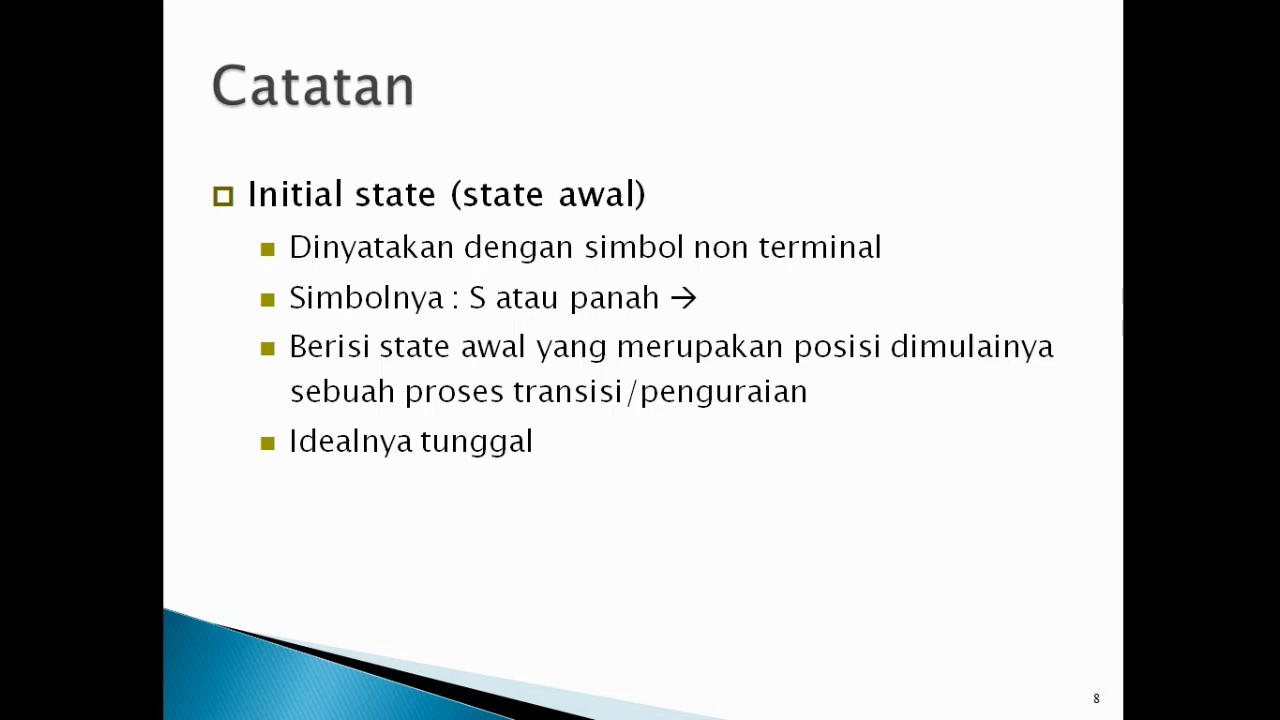 Catatan
Initial state (state awal)
Dinyatakan dengan simbol non terminal
Simbolnya : S atau panah →
Berisi state awal yang merupakan posisi dimulainya
sebuah proses transisi/penguraian
Idealnya tunggal
8